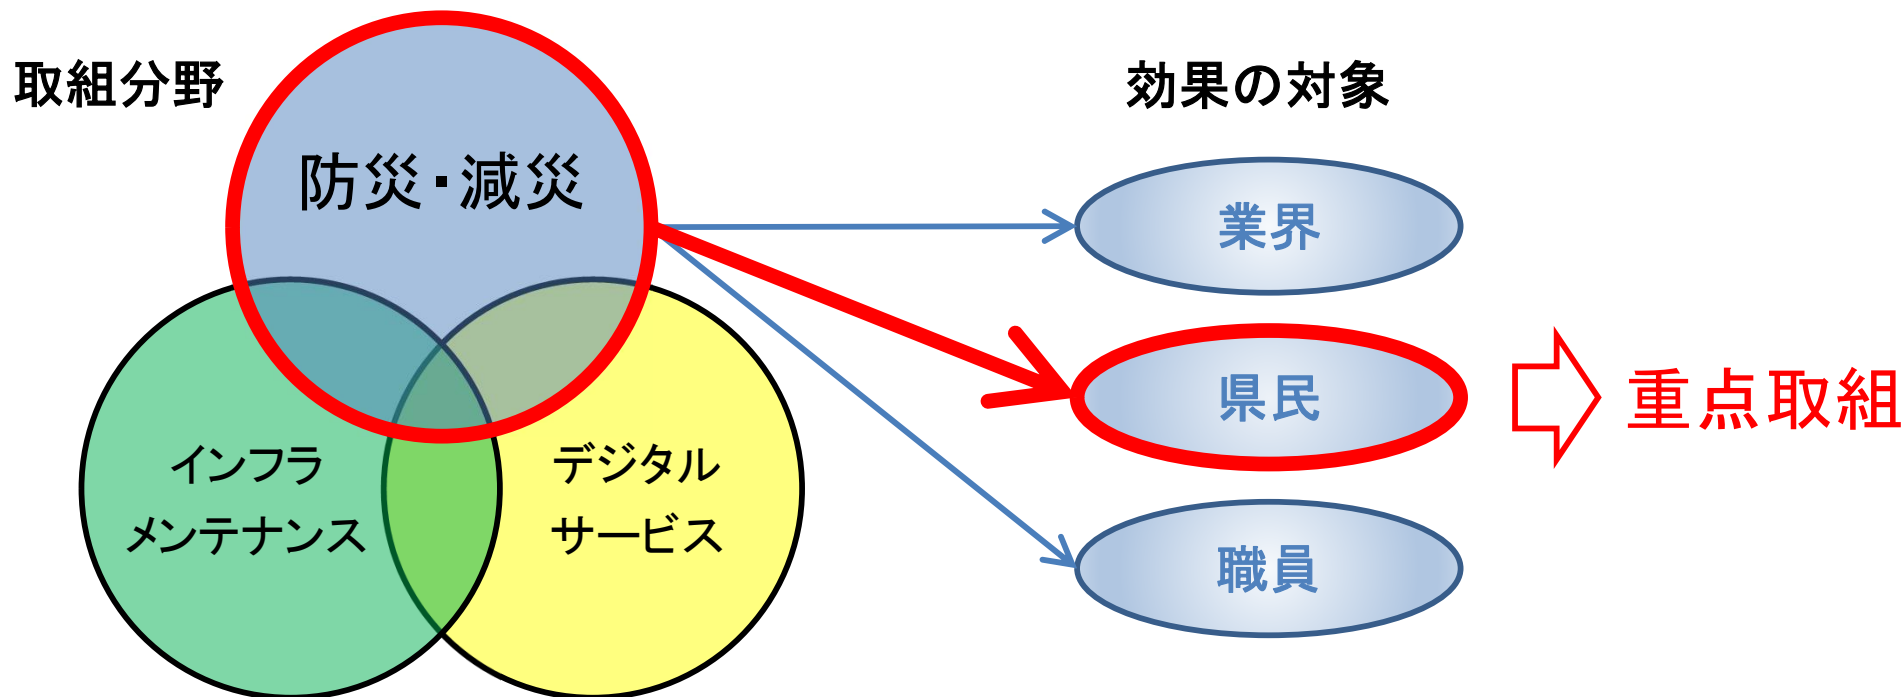 取組分野
効果の対象
防災・減災
業界
県民
重点取組
インフラ
メンテナンス
デジタル
サービス
職員